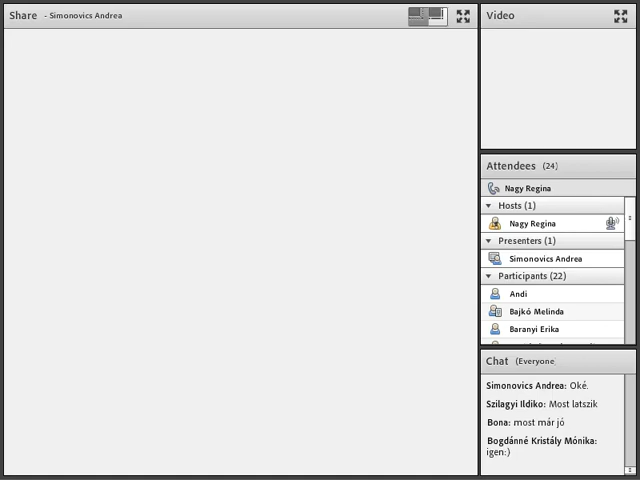 Share - Simonovics Andrea
Video
Attendees (24)
Nagy Regina
Hosts (1)
Nagy Regina
Presenters (1)
Simonovics Andrea
Participants (22)
Andi
Bajkó Melinda
Baranyi Erika
Chat (Everyone
Simonovics Andrea: Oké.
Szilagyi Ildiko: Most latszik
Bona: most már jó
Bogdánné Kristály Mónika:
igen:)